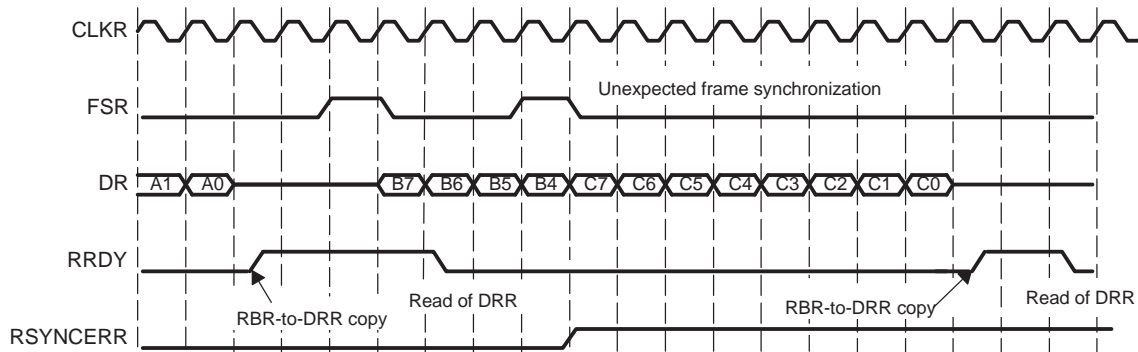 CLKR
Unexpected frame synchronization
FSR
DR A1 A0 B7 B6 B5 B4 C7 C6 C5 C4 C3 C2 C1 C0
RRDY
Read of DRR
RBR-to-DRR copy
RBR-to-DRR copy
Read of DRR
RSYNCERR